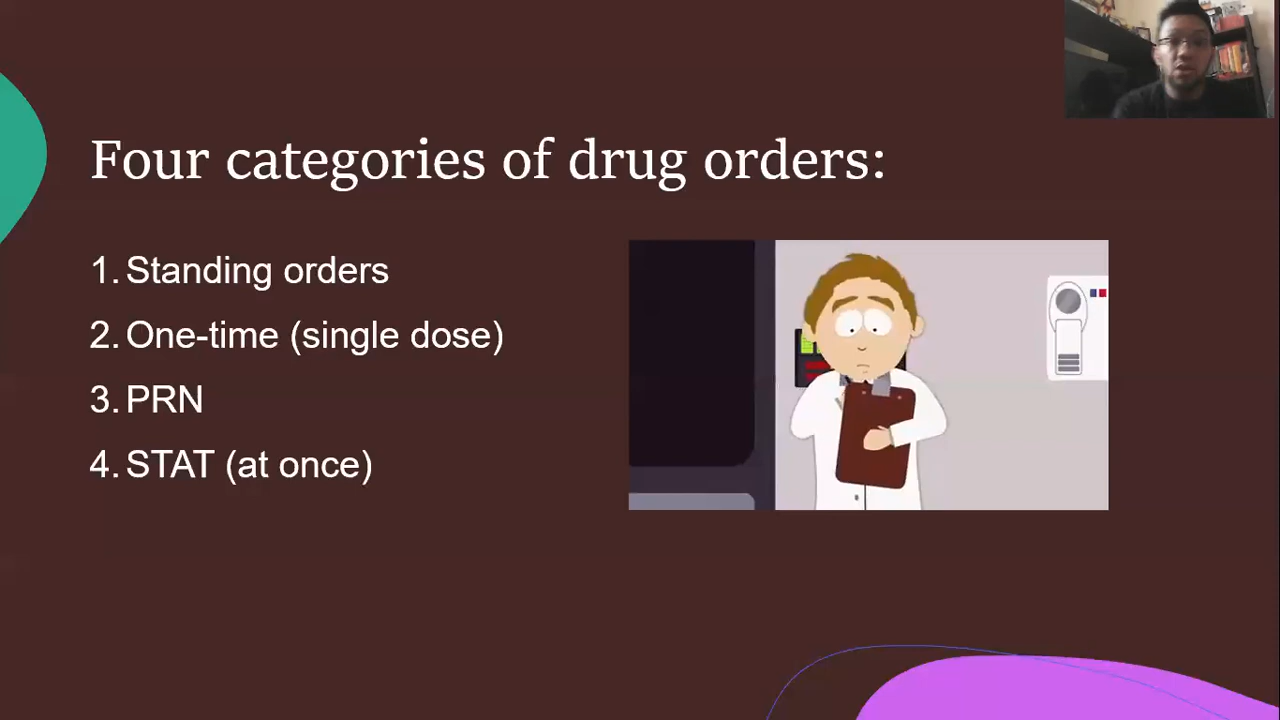 Four categories of drug orders:
1. Standing orders
2. One-time (single dose)
3. PRN
4. STAT (at once)